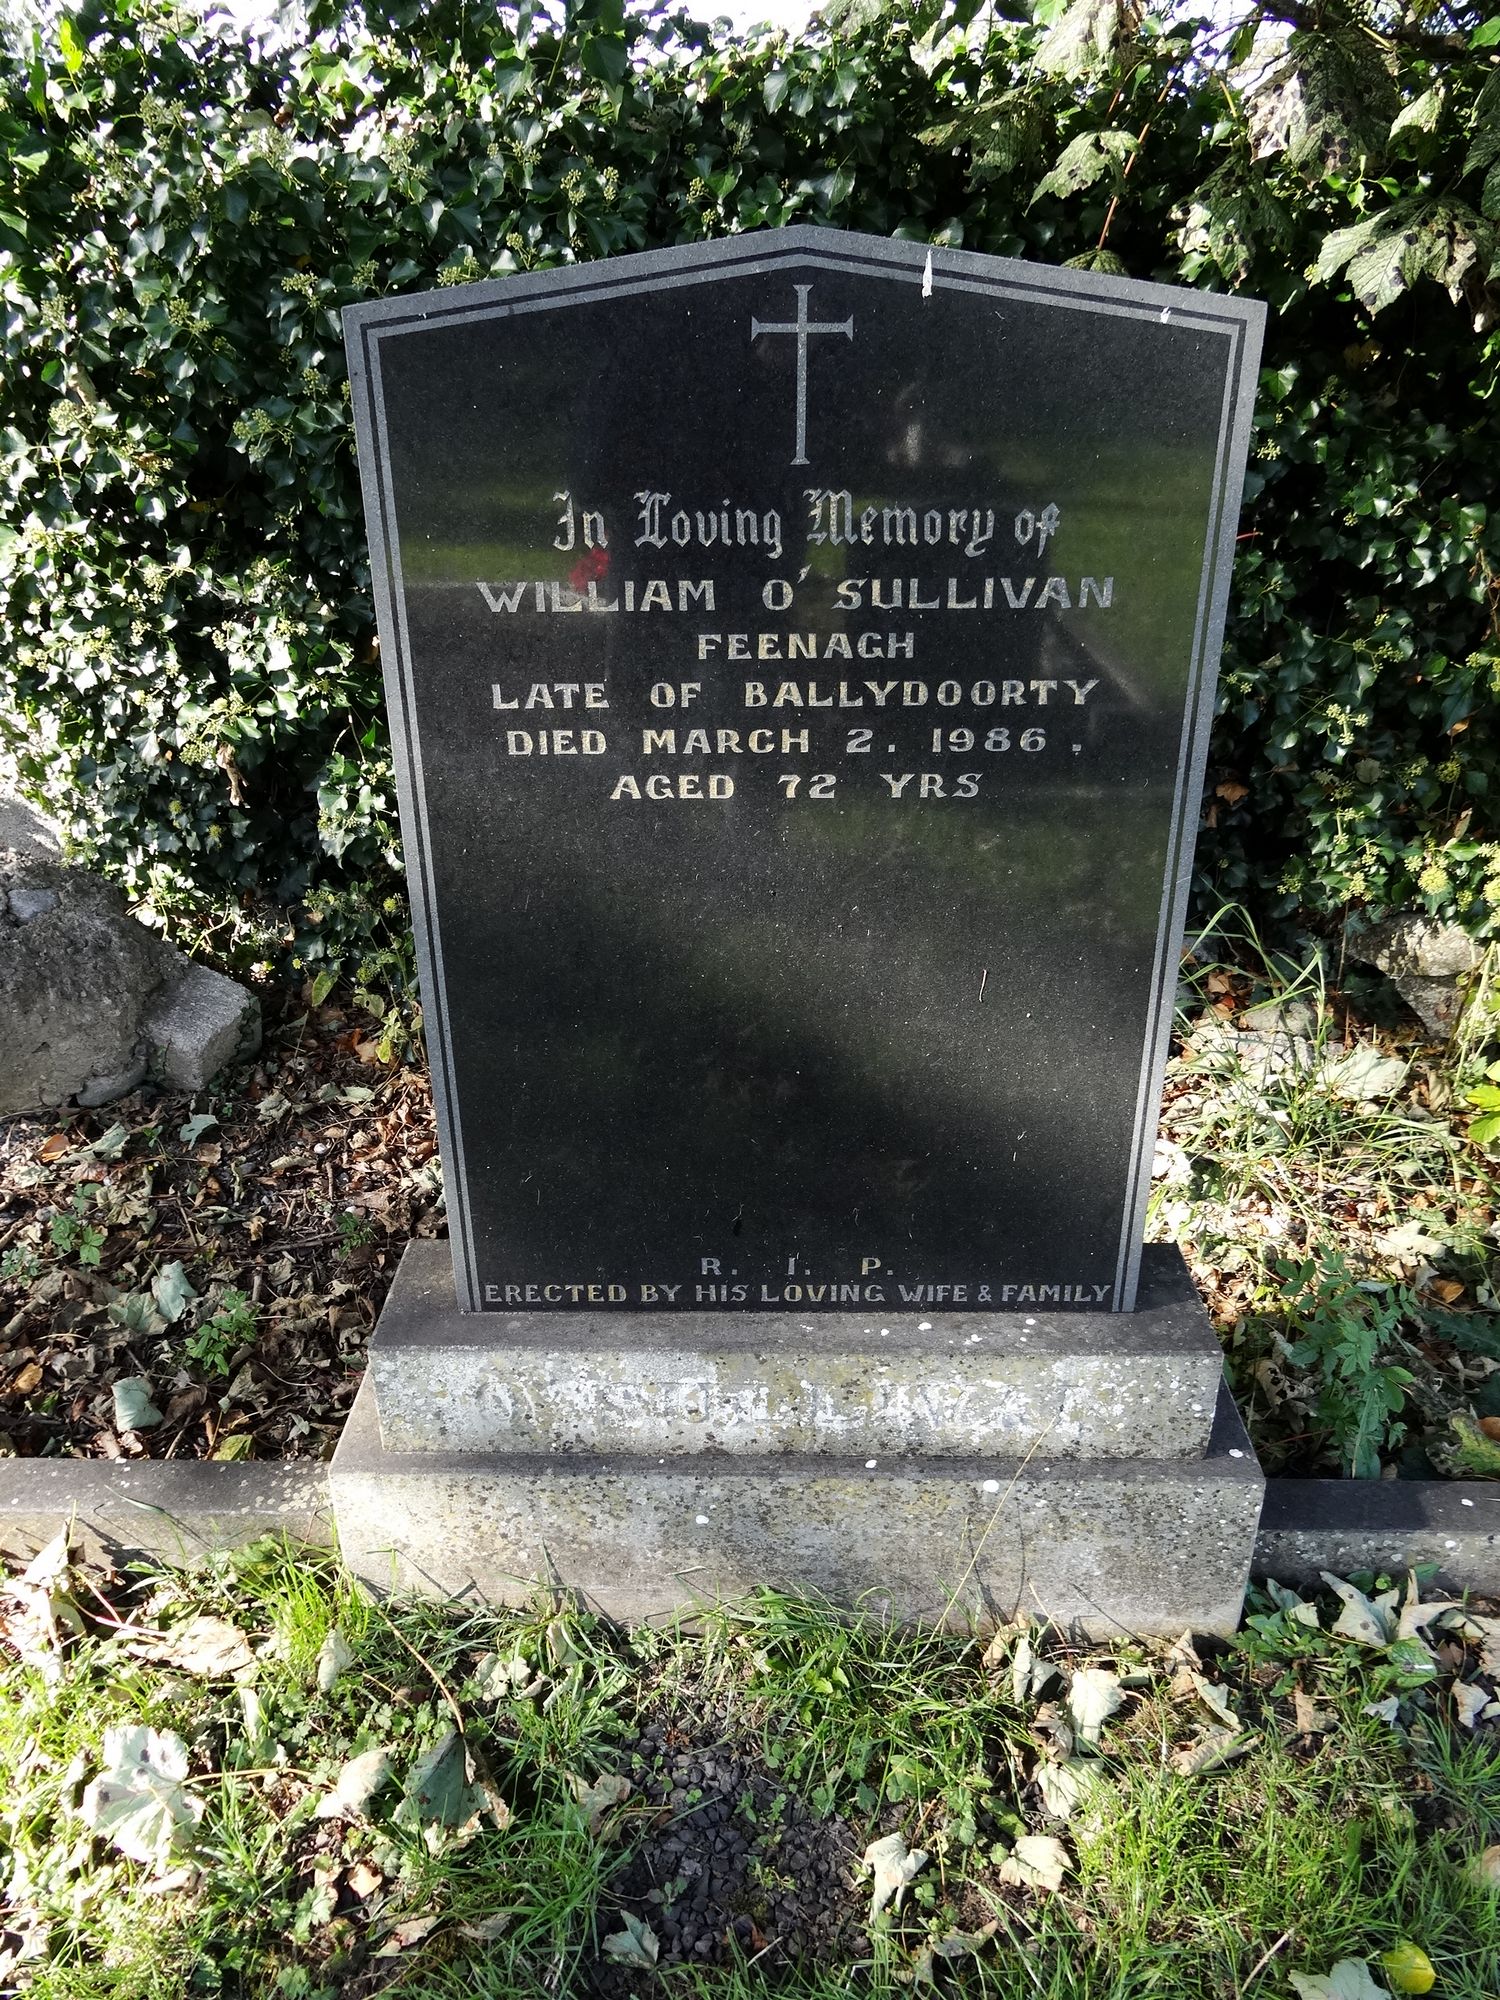 In Loving Memory of
WILLIAM O'SULLIVAN
FEENAGH
LATE OF BALLYDOORTY
DIED MARCH 2. 1986.
AGED 72 YRS
R. I. P.
ERECTED BY HIS LOVING WIFE & FAMILY
O'SULLIVAN